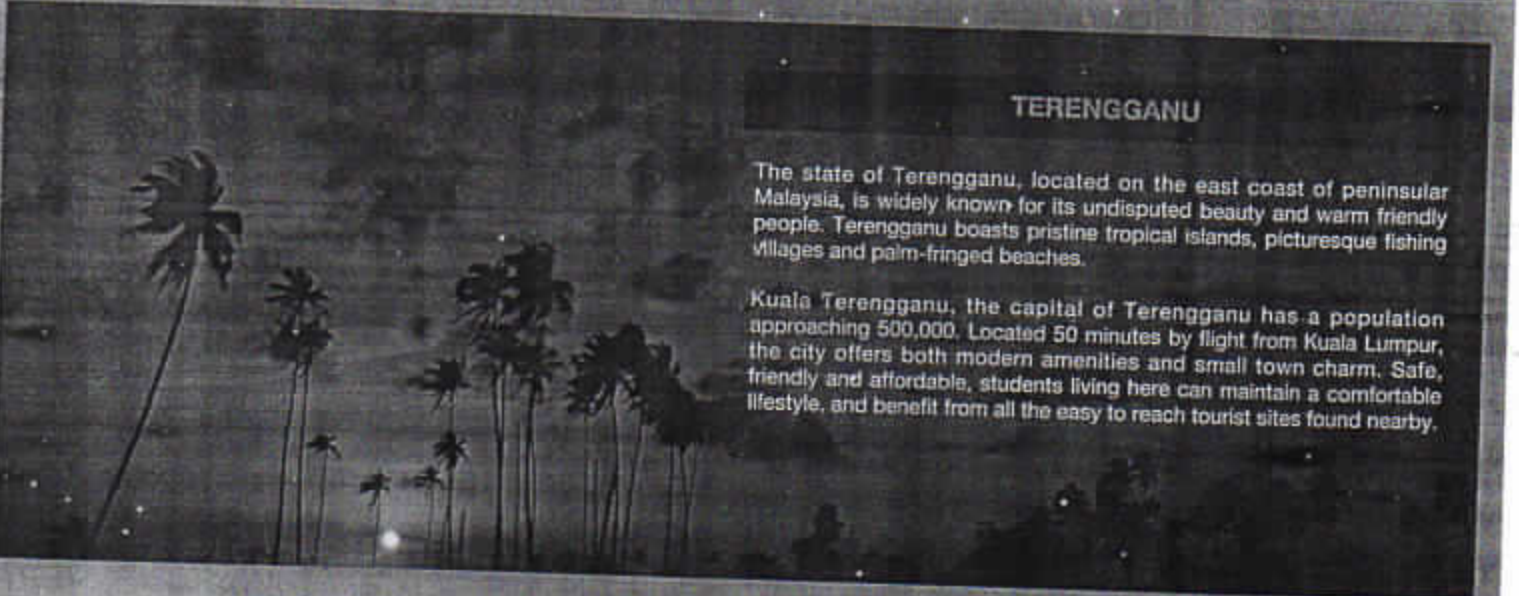 TERENGGANU
The state of Terengganu, located on the east coast of peninsular
Malaysia, is widely known for its undisputed beauty and warm friendly
people. Terengganu boasts pristine tropical islands, picturesque fishing
villages and palm-fringed beaches.
Kuala Terengganu, the capital of Terengganu has a population
approaching 500,000. Located 50 minutes by flight from Kuala Lumpur,
the city offers both modern amenities and small town charm. Safe,
friendly and affordable, students living here can maintain a comfortable
lifestyle, and benefit from all the easy to reach tourist sites found nearby.